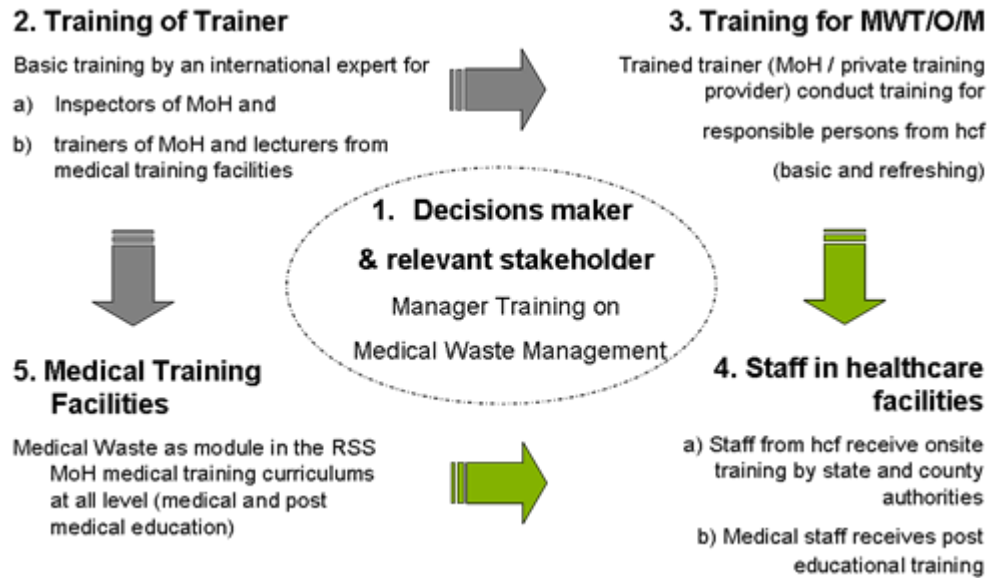 2. Training of Trainer
Basic training by an international expert for
a) Inspectors of MoH and
b) trainers of MoH and lecturers from
medical training facilities
3. Training for MWT/O/M
Trained trainer (MoH / private training
provider) conduct training for
responsible persons from hcf
(basic and refreshing)
1. Decisions maker
& relevant stakeholder
Manager Training on
Medical Waste Management
5. Medical Training
Facilities
Medical Waste as module in the RSS
MoH medical training curriculums
at all level (medical and post
medical education)
4. Staff in healthcare
facilities
a) Staff from hcf receive onsite
training by state and county
authorities
b) Medical staff receives post
educational training